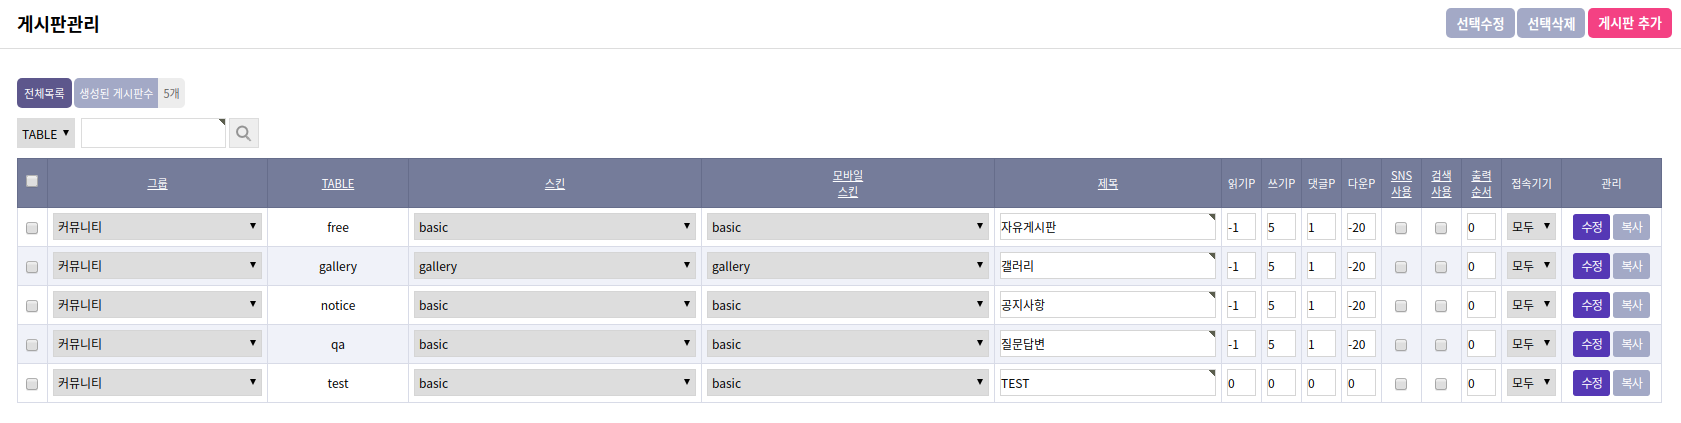 게시판관리
선택수정 선택삭제 게시판 추가
전체목록 생성된 게시판수 5개
TABLE
그룹 TABLE 스킨 모바일 스킨 제목 읽기P 쓰기P 댓글P 다운P SNS 사용 검색 사용 출력 순서 접속기기 관리
커뮤니티 free basic basic 자유게시판 -1 5 1 -20 0 모두 수정 복사
커뮤니티 gallery gallery gallery 갤러리 -1 5 1 -20 0 모두 수정 복사
커뮤니티 notice basic basic 공지사항 -1 5 1 -20 0 모두 수정 복사
커뮤니티 qa basic basic 질문답변 -1 5 1 -20 0 모두 수정 복사
커뮤니티 test basic basic TEST 0 0 0 0 0 모두 수정 복사